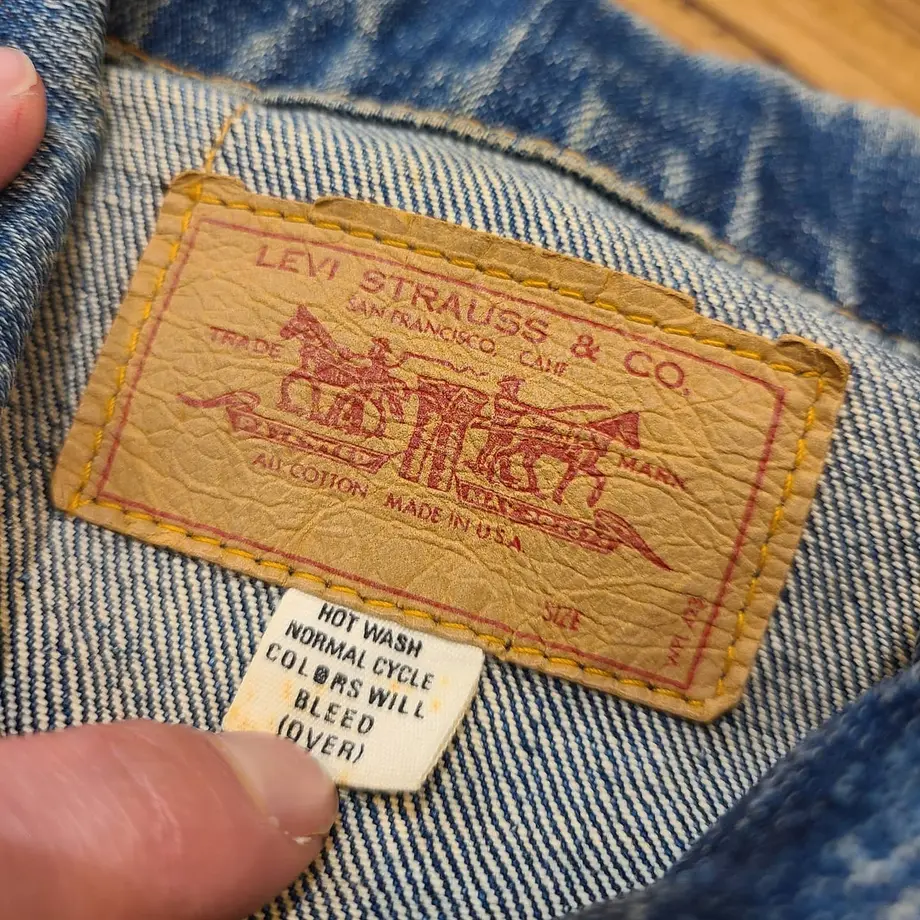 LEVI STRAUSS & CO.
SAN FRANCISCO, CALIF
TRADE MARK
ALL COTTON MADE IN U.S.A.
SIZE
HOT WASH
NORMAL CYCLE
COLORS WILL
BLEED
(OVER)